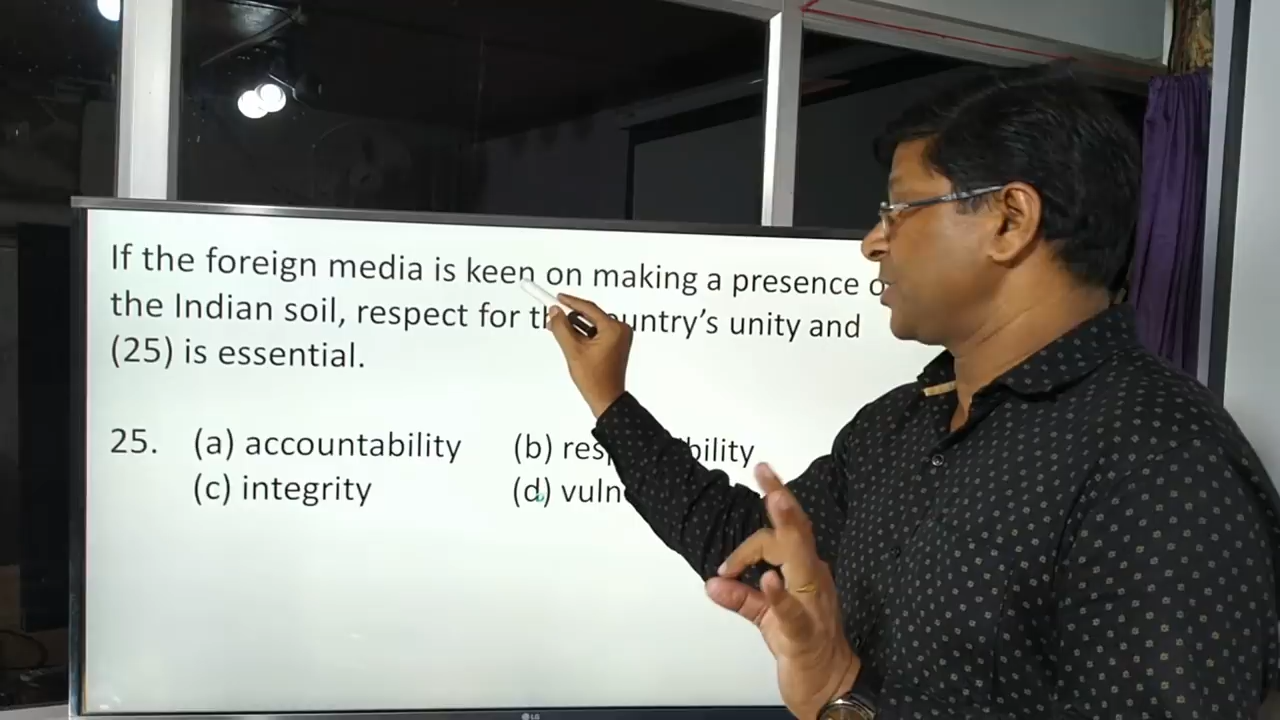 If the foreign media is keen on making a presence
the Indian soil, respect for country’s unity and
(25) is essential.
25. (a) accountability (b)
(c) integrity (d)
LG